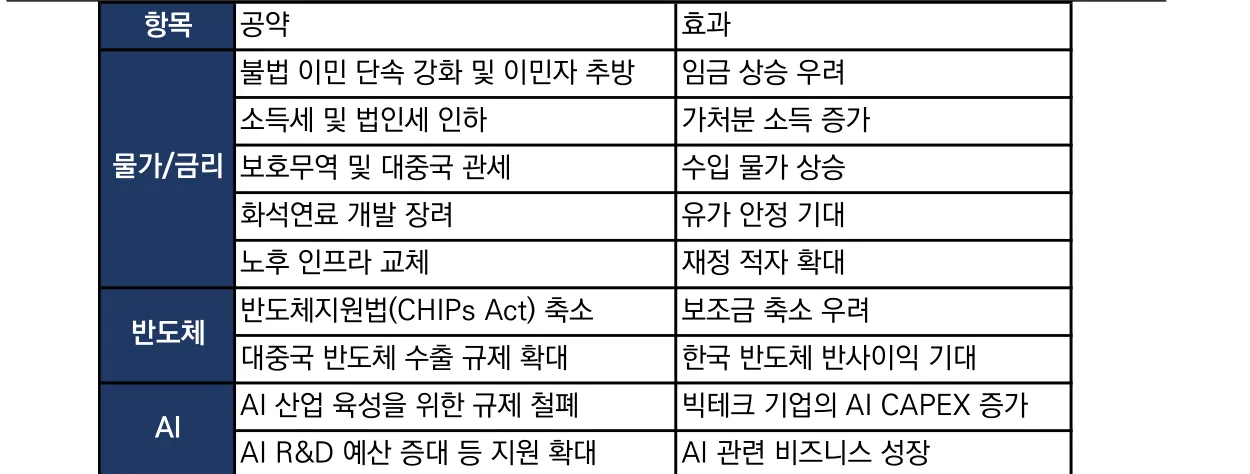 항목 공약 효과
불법 이민 단속 강화 및 이민자 추방 임금 상승 우려
소득세 및 법인세 인하 가처분 소득 증가
물가/금리 보호무역 및 대중국 관세 수입 물가 상승
화석연료 개발 장려 유가 안정 기대
노후 인프라 교체 재정 적자 확대
반도체 반도체지원법(CHIPs Act) 축소 보조금 축소 우려
대중국 반도체 수출 규제 확대 한국 반도체 반사이익 기대
AI AI 산업 육성을 위한 규제 철폐 빅테크 기업의 AI CAPEX 증가
AI R&D 예산 증대 등 지원 확대 AI 관련 비즈니스 성장